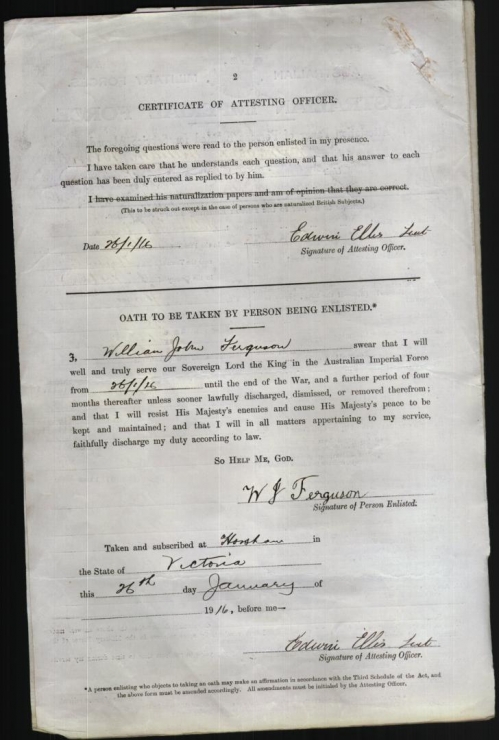 2
CERTIFICATE OF ATTESTING OFFICER.
The foregoing questions were read to the person enlisted in my presence.
I have taken care that he understands each question, and that his answer to each
question has been duly entered as replied to by him.
I have examined his naturalization papers and am of opinion that they are correct.
(This to be struck out except in the case of persons who are naturalized British Subjects.)
Date 26/1/16
Edwin Ellis Lieut
Signature of Attesting Officer.
OATH TO BE TAKEN BY PERSON BEING ENLISTED.*
I, William John Ferguson swear that I will
well and truly serve our Sovereign Lord the King in the Australian Imperial Force
from 26/1/16 until the end of the War, and a further period of four
months thereafter unless sooner lawfully discharged, dismissed, or removed therefrom;
and that I will resist His Majesty's enemies and cause His Majesty's peace to be
kept and maintained; and that I will in all matters appertaining to my service,
faithfully discharge my duty according to law.
SO HELP ME, GOD.
W J Ferguson
Signature of Person Enlisted.
Taken and subscribed at Horsham in
the State of Victoria
this 26th day January of
1916, before me—
Edwin Ellis Lieut
Signature of Attesting Officer.
*A person enlisting who objects to taking an oath may make an affirmation in accordance with the Third Schedule of the Act, and
the above form must be amended accordingly. All amendments must be initialed by the Attesting Officer.